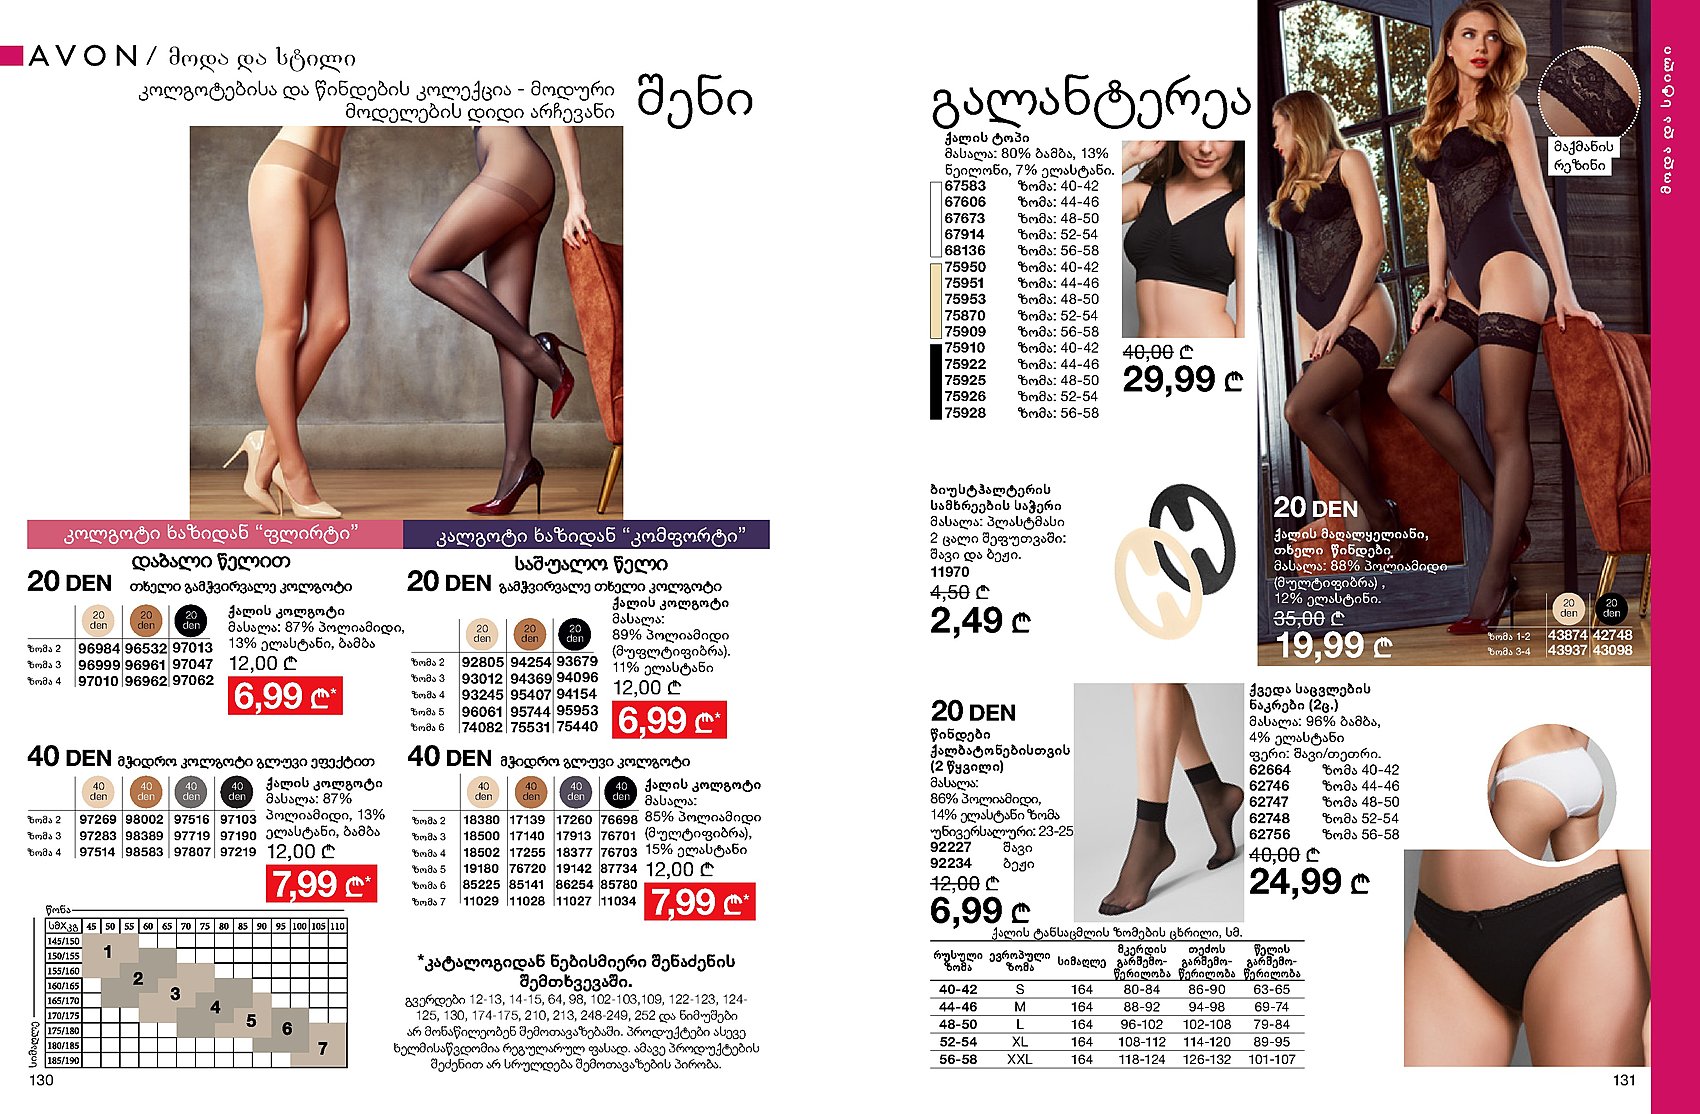 AVON / მოდა და სტილი
კოლგოტებისა და წინდების კოლექცია - მოდური
მოდელების დიდი არჩევანი
შენი
გალანტერეა
კოლგოტი ხაზიდან “ფლირტი”
დაბალი წელით
20 DEN თხელი გამჭვირვალე კოლგოტი
20 den 20 den 20 den
ზომა 2 96984 96532 97013
ზომა 3 96999 96961 97047
ზომა 4 97010 96962 97062
ქალის კოლგოტი
მასალა: 87% პოლიამიდი,
13% ელასტანი, ბამბა
12,00 ₾
6,99 ₾*
40 DEN მჭიდრო კოლგოტი გლუვი ეფექტით
40 den 40 den 40 den 40 den
ზომა 2 97269 98002 97516 97103
ზომა 3 97283 98389 97719 97190
ზომა 4 97514 98583 97807 97219
ქალის კოლგოტი
მასალა: 87%
პოლიამიდი, 13%
ელასტანი, ბამბა
12,00 ₾
7,99 ₾*
კალგოტი ხაზიდან “კომფორტი”
საშუალო წელი
20 DEN გამჭვირვალე თხელი კოლგოტი
20 den 20 den 20 den
ზომა 2 92805 94254 93679
ზომა 3 93012 94369 94096
ზომა 4 93245 95407 94154
ზომა 5 96061 95744 95953
ზომა 6 74082 75531 75440
ქალის კოლგოტი
მასალა:
89% პოლიამიდი
(მუფლტიფიბრა).
11% ელასტანი
12,00 ₾
6,99 ₾*
40 DEN მჭიდრო გლუვი კოლგოტი
40 den 40 den 40 den 40 den
ზომა 2 18380 17139 17260 76698
ზომა 3 18500 17140 17913 76701
ზომა 4 18502 17255 18377 76703
ზომა 5 19180 76720 19142 87734
ზომა 6 85225 85141 86254 85780
ზომა 7 11029 11028 11027 11034
ქალის კოლგოტი
მასალა:
85% პოლიამიდი
(მულტიფიბრა),
15% ელასტანი
12,00 ₾
7,99 ₾*
წონა
სმ X კგ 45 50 55 60 65 70 75 80 85 90 95 100 105 110
145/150
150/155
155/160
160/165
165/170
170/175
175/180
180/185
185/190
1
2
3
4
5
6
7
სიმაღლე
*კატალოგიდან ნებისმიერი შენაძენის
შემთხვევაში.
გვერდები 12-13, 14-15, 64, 98, 102-103,109, 122-123, 124-
125, 130, 174-175, 210, 213, 248-249, 252 და ნიმუშები
არ მონაწილეობენ შემოთავაზებაში. პროდუქტები ასევე
ხელმისაწვდომია რეგულარულ ფასად. ამავე პროდუქტების
შეძენით არ სრულდება შემოთავაზების პირობა.
130
ქალის ტოპი
მასალა: 80% ბამბა, 13%
ნეილონი, 7% ელასტანი.
67583 ზომა: 40-42
67606 ზომა: 44-46
67673 ზომა: 48-50
67914 ზომა: 52-54
68136 ზომა: 56-58
75950 ზომა: 40-42
75951 ზომა: 44-46
75953 ზომა: 48-50
75870 ზომა: 52-54
75909 ზომა: 56-58
75910 ზომა: 40-42
75922 ზომა: 44-46
75925 ზომა: 48-50
75926 ზომა: 52-54
75928 ზომა: 56-58
40,00 ₾
29,99 ₾
ბიუსტჰალტერის
სამხრეების საჭერი
მასალა: პლასტმასი
2 ცალი შეფუთვაში:
შავი და ბეჟი.
11970
4,50 ₾
2,49 ₾
მაქმანის
რეზინი
20 DEN
ქალის მაღალყელიანი,
თხელი წინდები,
მასალა: 88% პოლიამიდი
(მულტიფიბრა) ,
12% ელასტინი.
35,00 ₾
19,99 ₾
20 den 20 den
ზომა 1-2 43874 42748
ზომა 3-4 43937 43098
20 DEN
წინდები
ქალბატონებისთვის
(2 წყვილი)
მასალა:
86% პოლიამიდი,
14% ელასტანი ზომა
უნივერსალური: 23-25
92227 შავი
92234 ბეჟი
12,00 ₾
6,99 ₾
ქვედა საცვლების
ნაკრები (2ც.)
მასალა: 96% ბამბა,
4% ელასტანი
ფერი: შავი/თეთრი.
62664 ზომა 40-42
62746 ზომა 44-46
62747 ზომა 48-50
62748 ზომა 52-54
62756 ზომა 56-58
40,00 ₾
24,99 ₾
ქალის ტანსაცმლის ზომების ცხრილი, სმ.
რუსული ზომა ევროპული ზომა სიმაღლე მკერდის გარშემო-წერილობა თეძოს გარშემო-წერილობა წელის გარშემო-წერილობა
40-42 S 164 80-84 86-90 63-65
44-46 M 164 88-92 94-98 69-74
48-50 L 164 96-102 102-108 79-84
52-54 XL 164 108-112 114-120 89-95
56-58 XXL 164 118-124 126-132 101-107
მოდა და სტილი
131